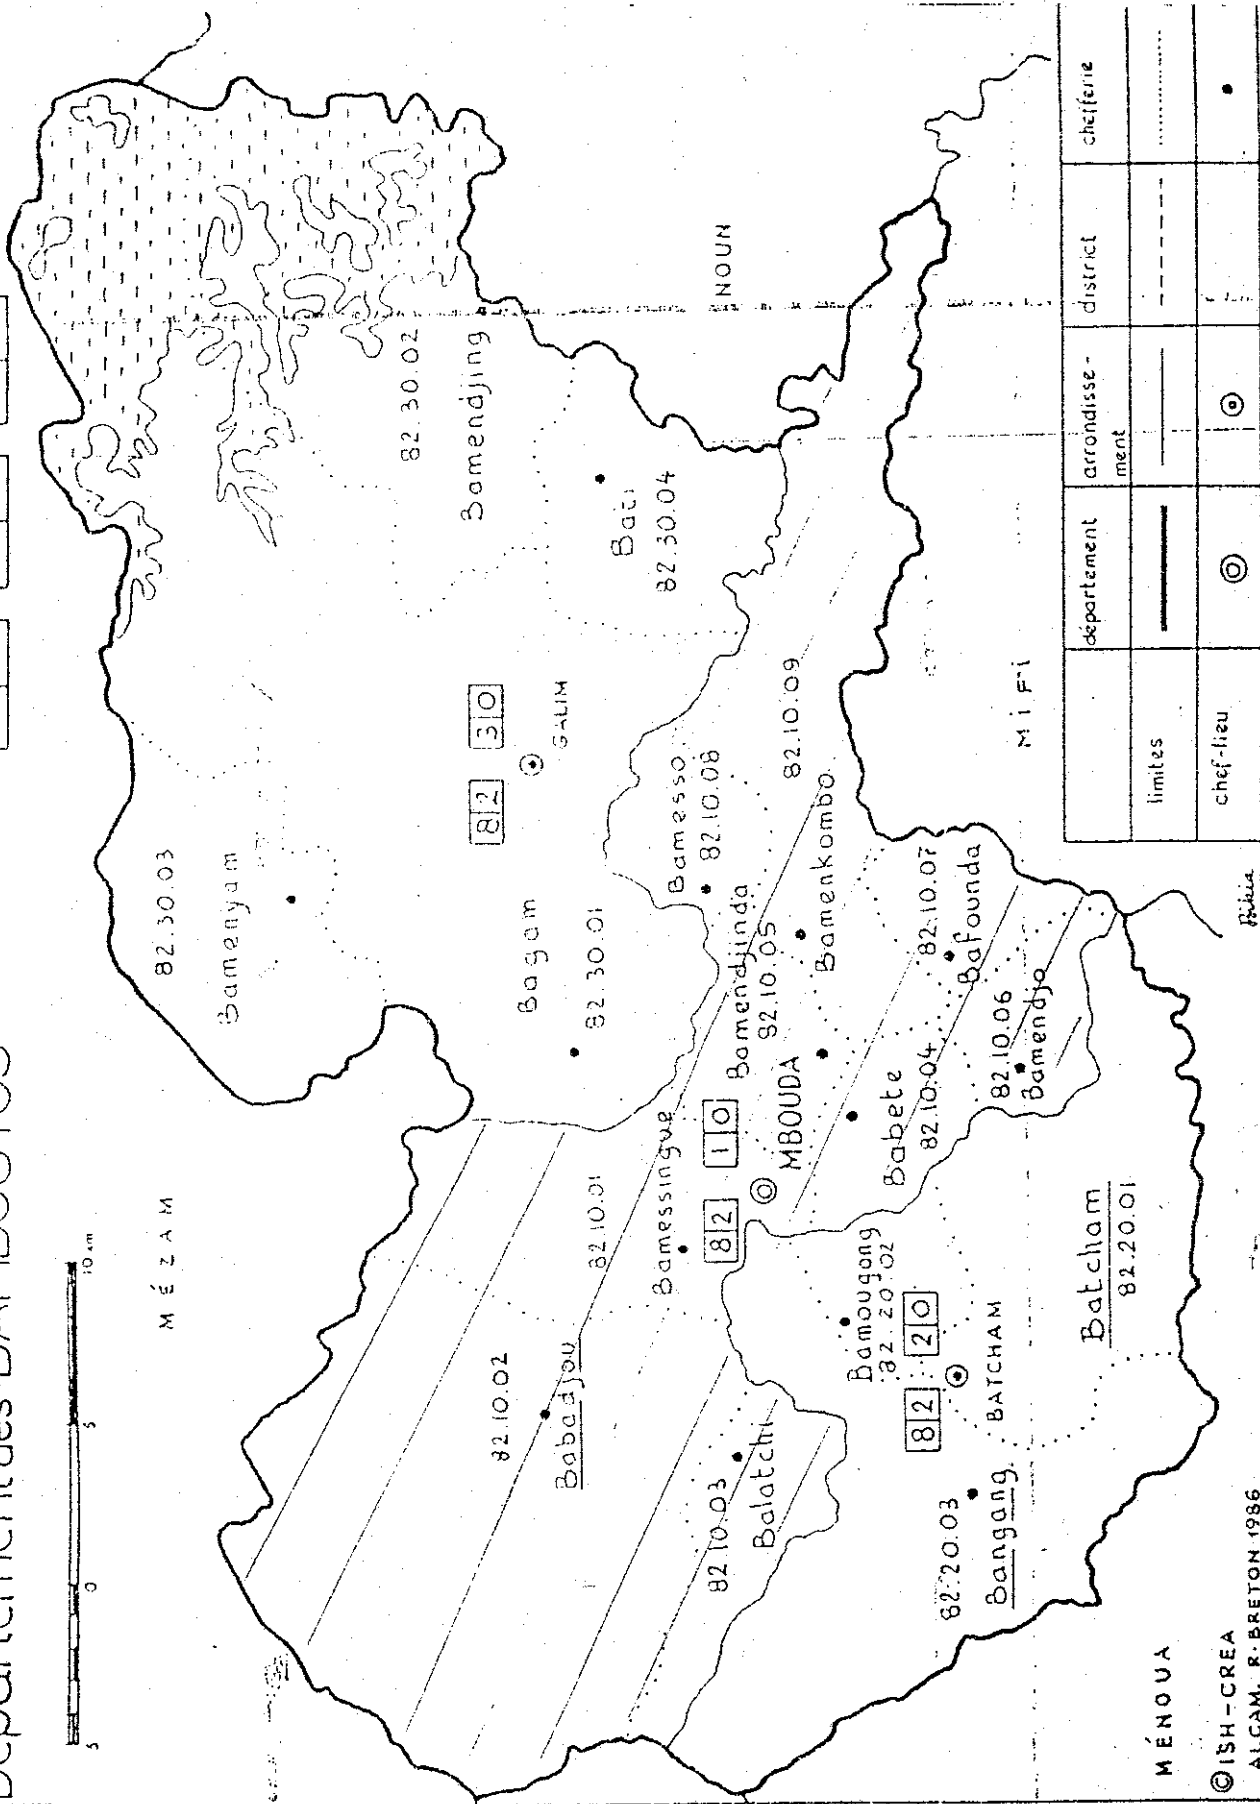 Département des BAMBOUTOS
5 0 5 10 km
MÉZAM
82.30.03
Bamenyam
82.30.02
Bamendjing
82 30
GALIM
Bagam
82.30.01
Bati
82.30.04
NOUN
82.10.02
Babadjou
82.10.01
Bamessingue
82 10
MBOUDA
Bamendjinda
82.10.05
Bamesso
82.10.08
82.10.09
Bamenkombo
82.10.03
Balatchi
Babete
82.10.04
82.10.07
Bafounda
82.10.06
Bamendjo
Bamougong
82.20.02
82 20
BATCHAM
82.20.03
Bangang
Batcham
82.20.01
MIFI
MÉNOUA
©ISH-CREA
ALCAM. R. BRETON 1986
département arrondisse-ment district chefferie
limites
chef-lieu